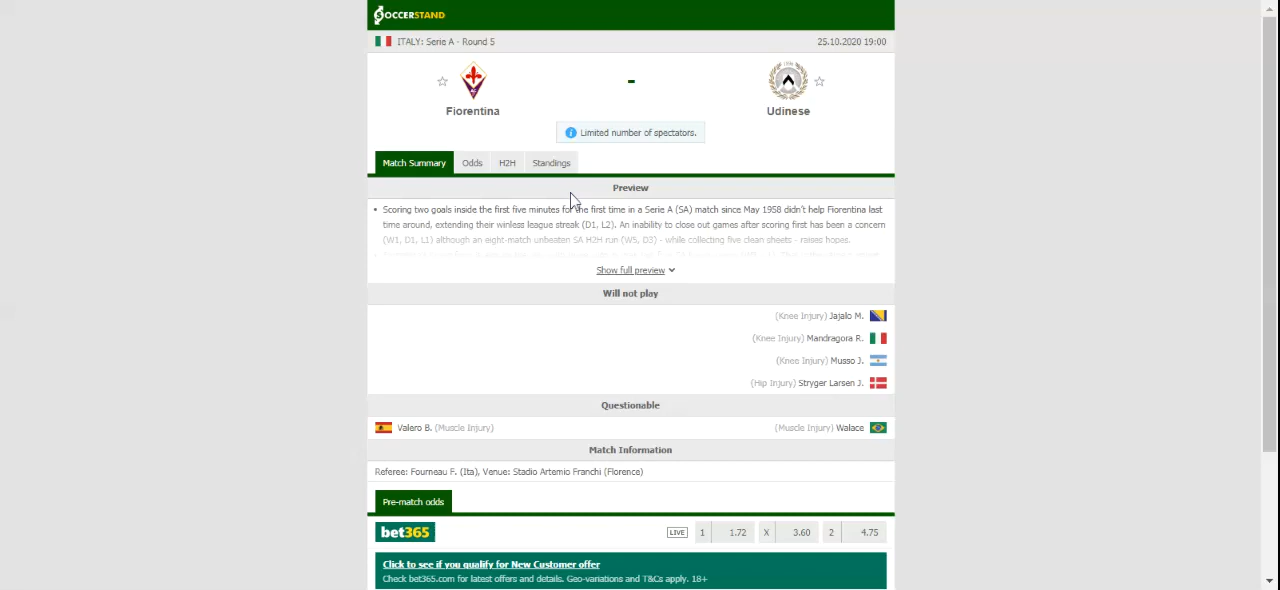 SOCCERSTAND
ITALY: Serie A - Round 5 25.10.2020 19:00
-
Fiorentina Udinese
Limited number of spectators.
Match Summary Odds H2H Standings
Preview
• Scoring two goals inside the first five minutes for the first time in a Serie A (SA) match since May 1958 didn't help Fiorentina last
time around, extending their winless league streak (D1, L2). An inability to close out games after scoring first has been a concern
(W1, D1, L1) although an eight-match unbeaten SA H2H run (W5, D3) - while collecting five clean sheets - raises hopes.
Show full preview
Will not play
(Knee Injury) Jajalo M.
(Knee Injury) Mandragora R.
(Knee Injury) Musso J.
(Hip Injury) Stryger Larsen J.
Questionable
Valero B. (Muscle Injury) (Muscle Injury) Walace
Match Information
Referee: Fourneau F. (Ita), Venue: Stadio Artemio Franchi (Florence)
Pre-match odds
bet365 LIVE 1 1.72 X 3.60 2 4.75
Click to see if you qualify for New Customer offer
Check bet365.com for latest offers and details. Geo-variations and T&Cs apply. 18+